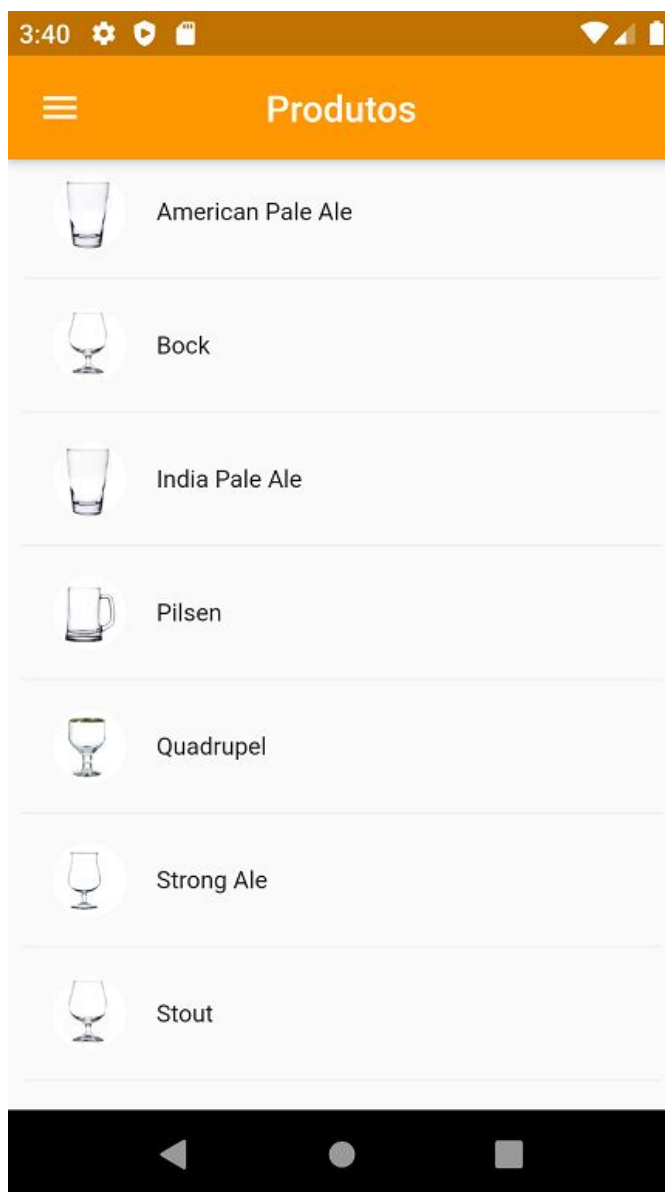 3:40
Produtos
American Pale Ale
Bock
India Pale Ale
Pilsen
Quadrupel
Strong Ale
Stout